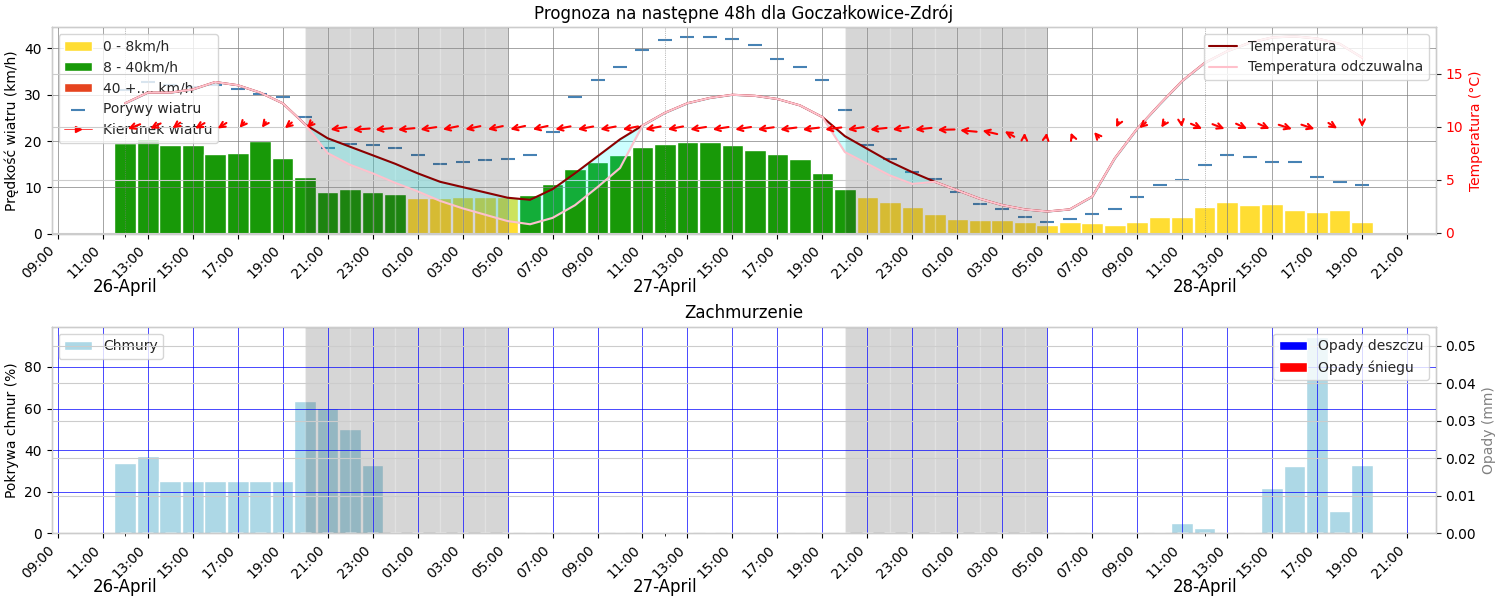 Prognoza na następne 48h dla Goczałkowice-Zdrój
Prędkość wiatru (km/h)
40
30
20
10
0
0 - 8km/h
8 - 40km/h
40 +.... km/h
Porywy wiatru
Kierunek wiatru
Temperatura
Temperatura odczuwalna
15
10
5
0
Temperatura (°C)
09:00 11:00 13:00 15:00 17:00 19:00 21:00 23:00 01:00 03:00 05:00 07:00 09:00 11:00 13:00 15:00 17:00 19:00 21:00 23:00 01:00 03:00 05:00 07:00 09:00 11:00 13:00 15:00 17:00 19:00 21:00
26-April 27-April 28-April
Zachmurzenie
Pokrywa chmur (%)
80
60
40
20
0
Chmury
Opady deszczu
Opady śniegu
0.05
0.04
0.03
0.02
0.01
0.00
Opady (mm)
09:00 11:00 13:00 15:00 17:00 19:00 21:00 23:00 01:00 03:00 05:00 07:00 09:00 11:00 13:00 15:00 17:00 19:00 21:00 23:00 01:00 03:00 05:00 07:00 09:00 11:00 13:00 15:00 17:00 19:00 21:00
26-April 27-April 28-April